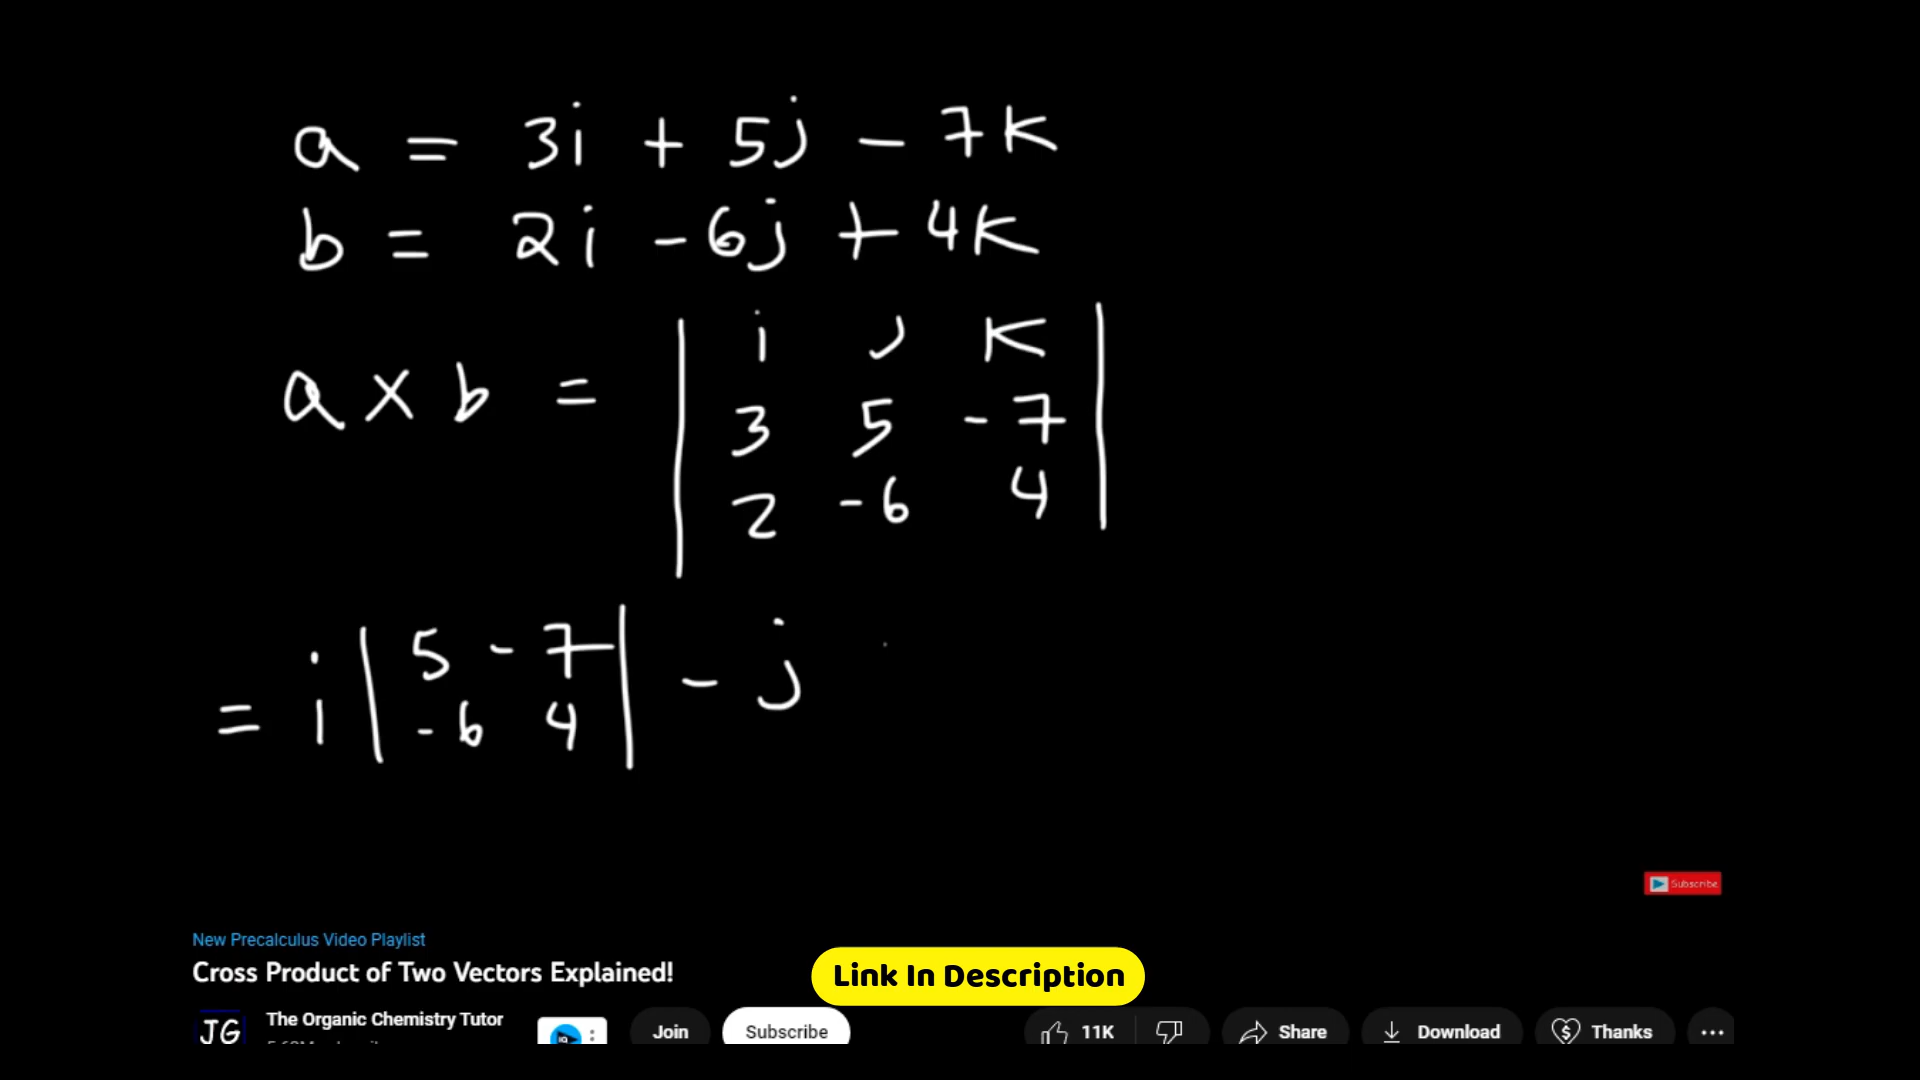 a = 3i + 5j - 7k
b = 2i - 6j + 4k
i j k
a x b = 3 5 -7
2 -6 4
= i | 5 -7 | - j
-6 4
Subscribe
New Precalculus Video Playlist
Cross Product of Two Vectors Explained!
Link In Description
JG The Organic Chemistry Tutor
Join Subscribe 11K Share Download Thanks ...